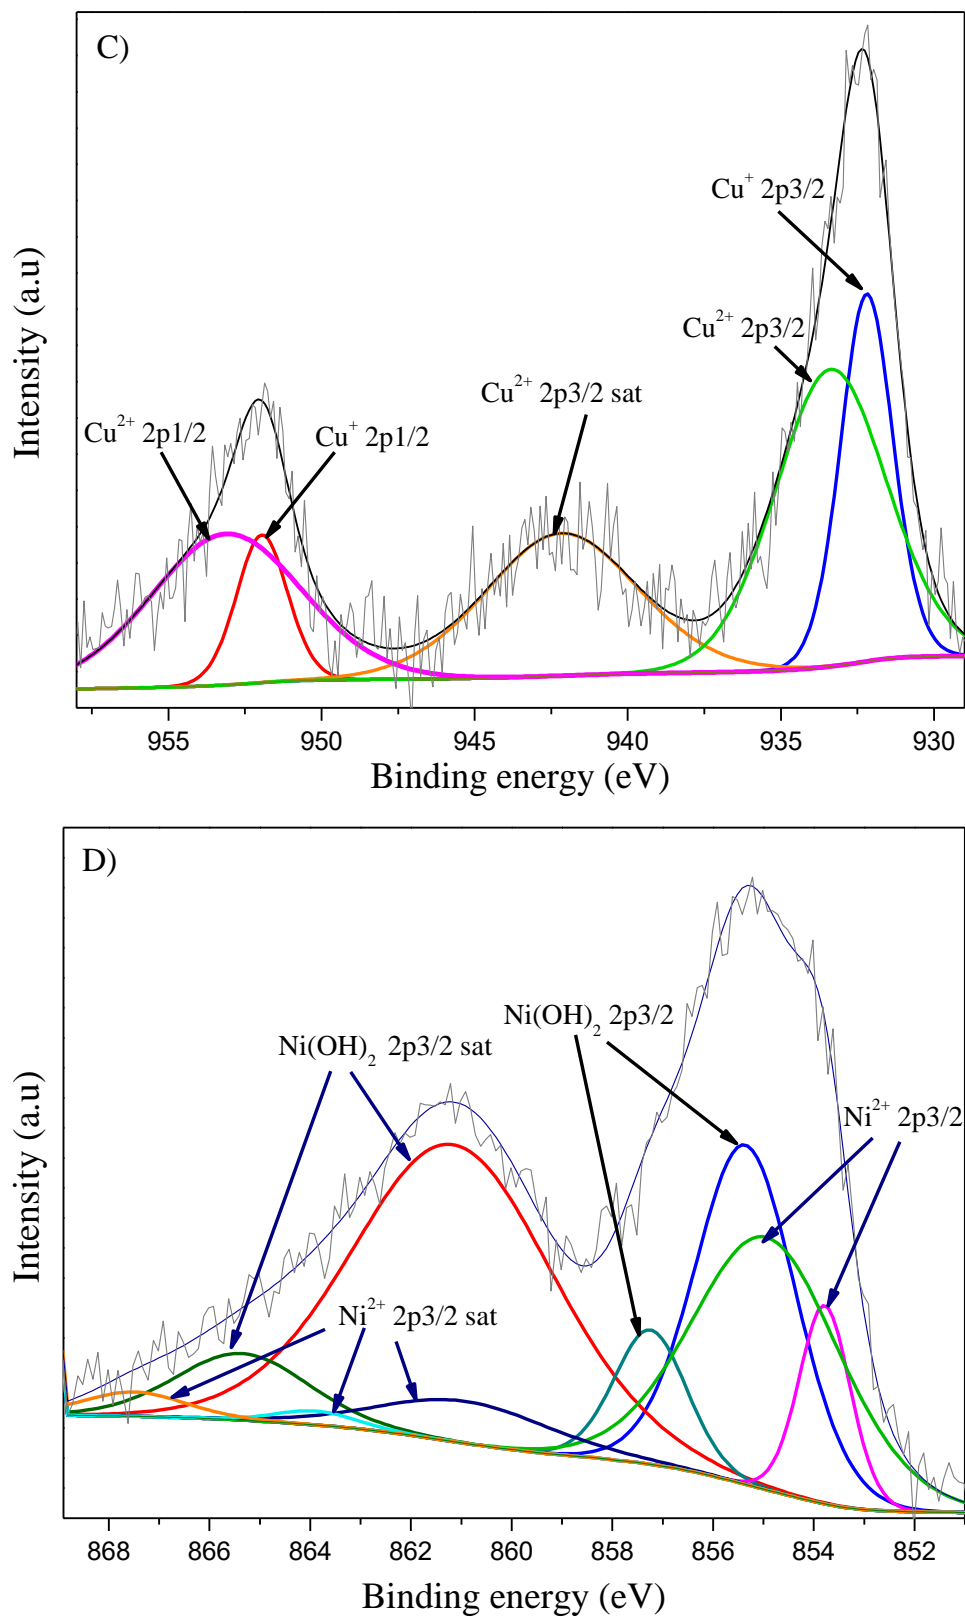 C)
Cu⁺ 2p3/2
Cu²⁺ 2p3/2
Cu²⁺ 2p3/2 sat
Cu²⁺ 2p1/2
Cu⁺ 2p1/2
Intensity (a.u)
955 950 945 940 935 930
Binding energy (eV)
D)
Ni(OH)₂ 2p3/2
Ni(OH)₂ 2p3/2 sat
Ni²⁺ 2p3/2
Ni²⁺ 2p3/2 sat
Intensity (a.u)
868 866 864 862 860 858 856 854 852
Binding energy (eV)